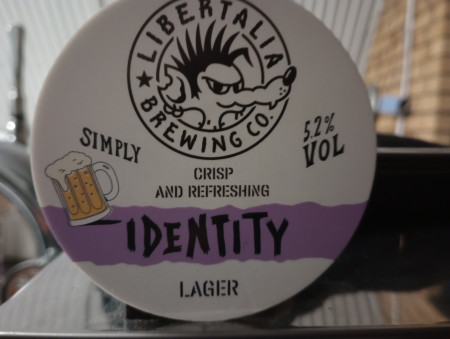 LIBERTALIA
BREWING CO.
SIMPLY
5.2%
VOL
CRISP
AND REFRESHING
IDENTITY
LAGER